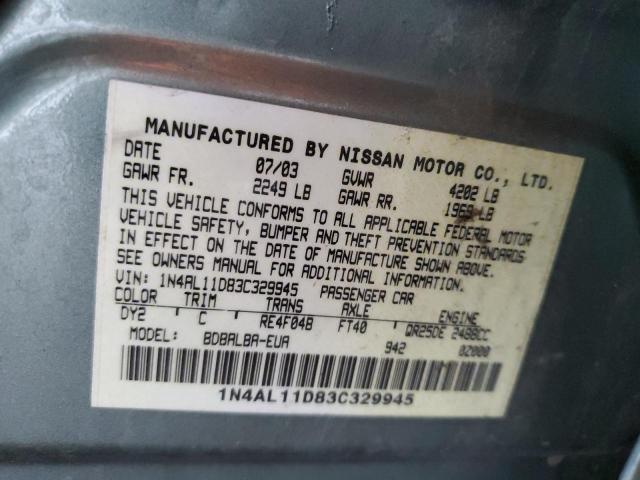 MANUFACTURED BY NISSAN MOTOR CO., LTD.
DATE 07/03 GVWR 4202 LB
GAWR FR. 2249 LB GAWR RR. 1969 LB
THIS VEHICLE CONFORMS TO ALL APPLICABLE FEDERAL MOTOR
VEHICLE SAFETY, BUMPER AND THEFT PREVENTION STANDARDS
IN EFFECT ON THE DATE OF MANUFACTURE SHOWN ABOVE.
SEE OWNERS MANUAL FOR ADDITIONAL INFORMATION.
VIN: 1N4AL11D83C329945 PASSENGER CAR
COLOR TRIM TRANS AXLE ENGINE
DY2 C RE4F04B FT40 QR25DE 2488CC
MODEL: BDBALBA-EUA 942 02000
1N4AL11D83C329945